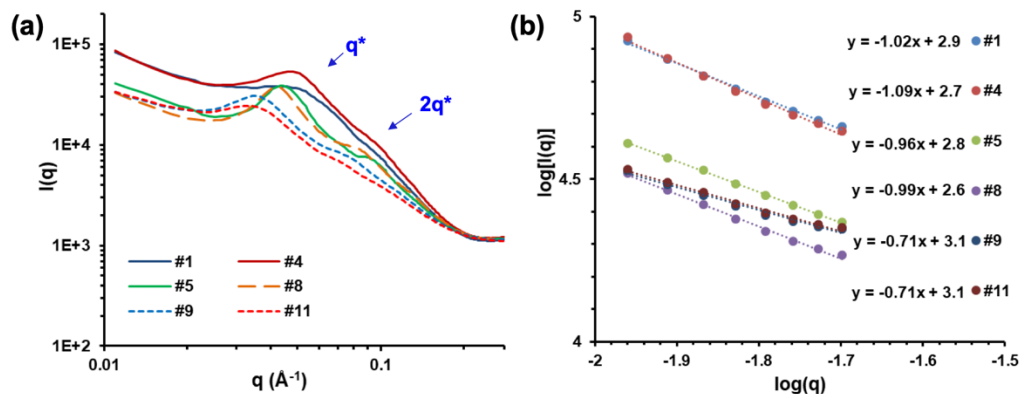 (a)
1E+5
1E+4
1E+3
1E+2
I(q)
q*
2q*
#1
#4
#5
#8
#9
#11
0.01
0.1
q (Å⁻¹)
(b)
5
4.5
4
log[I(q)]
y = -1.02x + 2.9 #1
y = -1.09x + 2.7 #4
y = -0.96x + 2.8 #5
y = -0.99x + 2.6 #8
y = -0.71x + 3.1 #9
y = -0.71x + 3.1 #11
-2 -1.9 -1.8 -1.7 -1.6 -1.5
log(q)